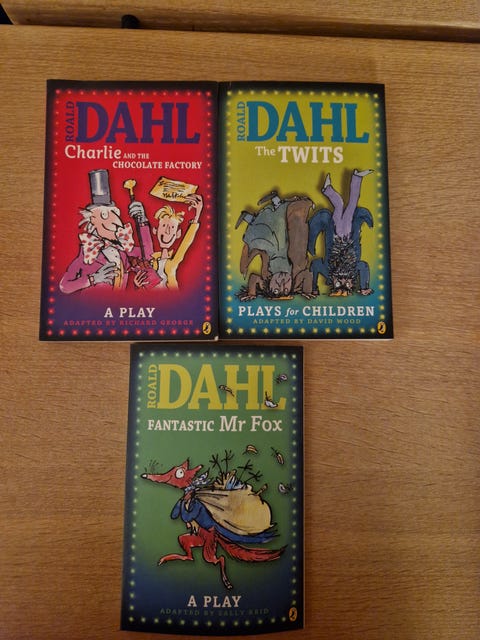 ROALD
DAHL
Charlie AND THE
CHOCOLATE FACTORY
A PLAY
ADAPTED BY RICHARD GEORGE
ROALD
DAHL
The TWITS
PLAYS for CHILDREN
ADAPTED BY DAVID WOOD
ROALD
DAHL
FANTASTIC Mr Fox
A PLAY
ADAPTED BY SALLY REID